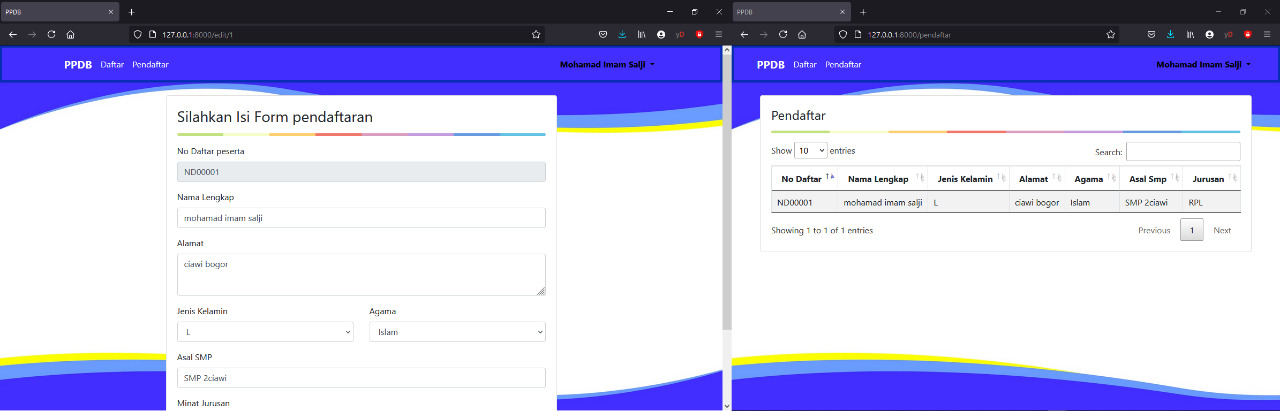 PPDB
127.0.0.1:8000/edit/1
PPDB Daftar Pendaftar Mohamad Imam Salji
Silahkan Isi Form pendaftaran
No Daftar peserta
ND00001
Nama Lengkap
mohamad imam salji
Alamat
ciawi bogor
Jenis Kelamin Agama
L Islam
Asal SMP
SMP 2ciawi
Minat Jurusan
PPDB
127.0.0.1:8000/pendaftar
PPDB Daftar Pendaftar Mohamad Imam Salji
Pendaftar
Show 10 entries Search:
No Daftar Nama Lengkap Jenis Kelamin Alamat Agama Asal Smp Jurusan
ND00001 mohamad imam salji L ciawi bogor Islam SMP 2ciawi RPL
Showing 1 to 1 of 1 entries Previous 1 Next